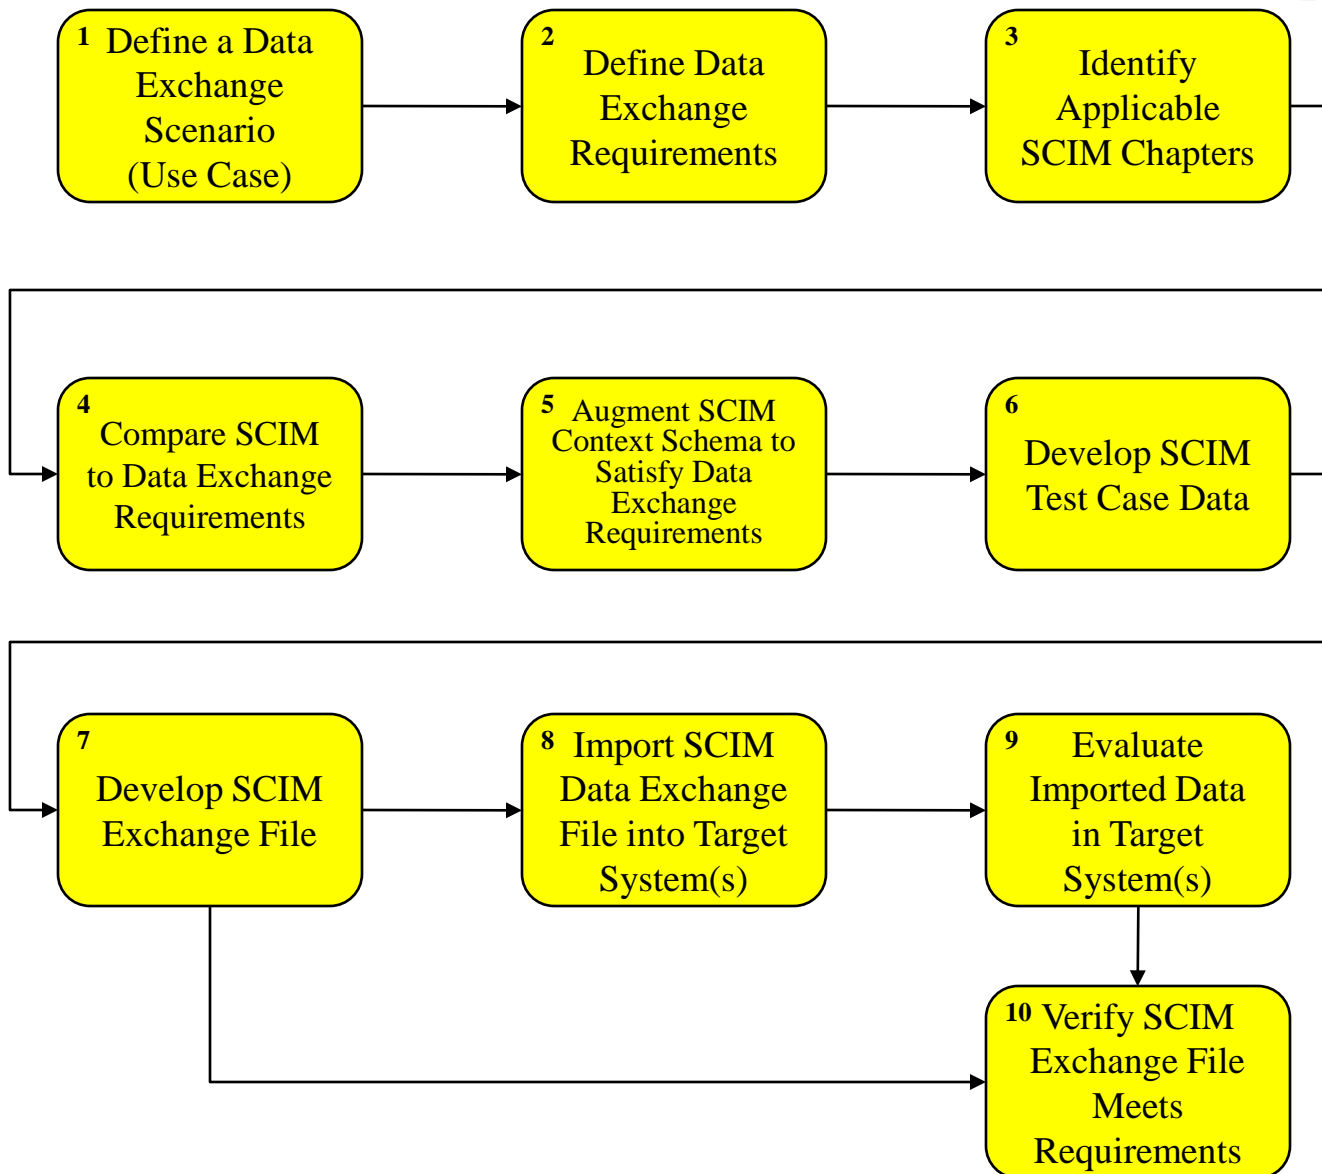 1 Define a Data
Exchange
Scenario
(Use Case)
2
Define Data
Exchange
Requirements
3
Identify
Applicable
SCIM Chapters
4
Compare SCIM
to Data Exchange
Requirements
5 Augment SCIM
Context Schema to
Satisfy Data
Exchange
Requirements
6
Develop SCIM
Test Case Data
7
Develop SCIM
Exchange File
8 Import SCIM
Data Exchange
File into Target
System(s)
9 Evaluate
Imported Data
in Target
System(s)
10 Verify SCIM
Exchange File
Meets
Requirements